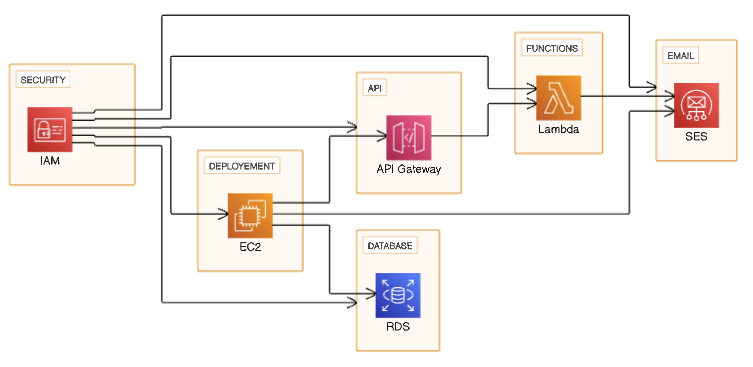 SECURITY
IAM
DEPLOYEMENT
EC2
API
API Gateway
DATABASE
RDS
FUNCTIONS
Lambda
EMAIL
SES